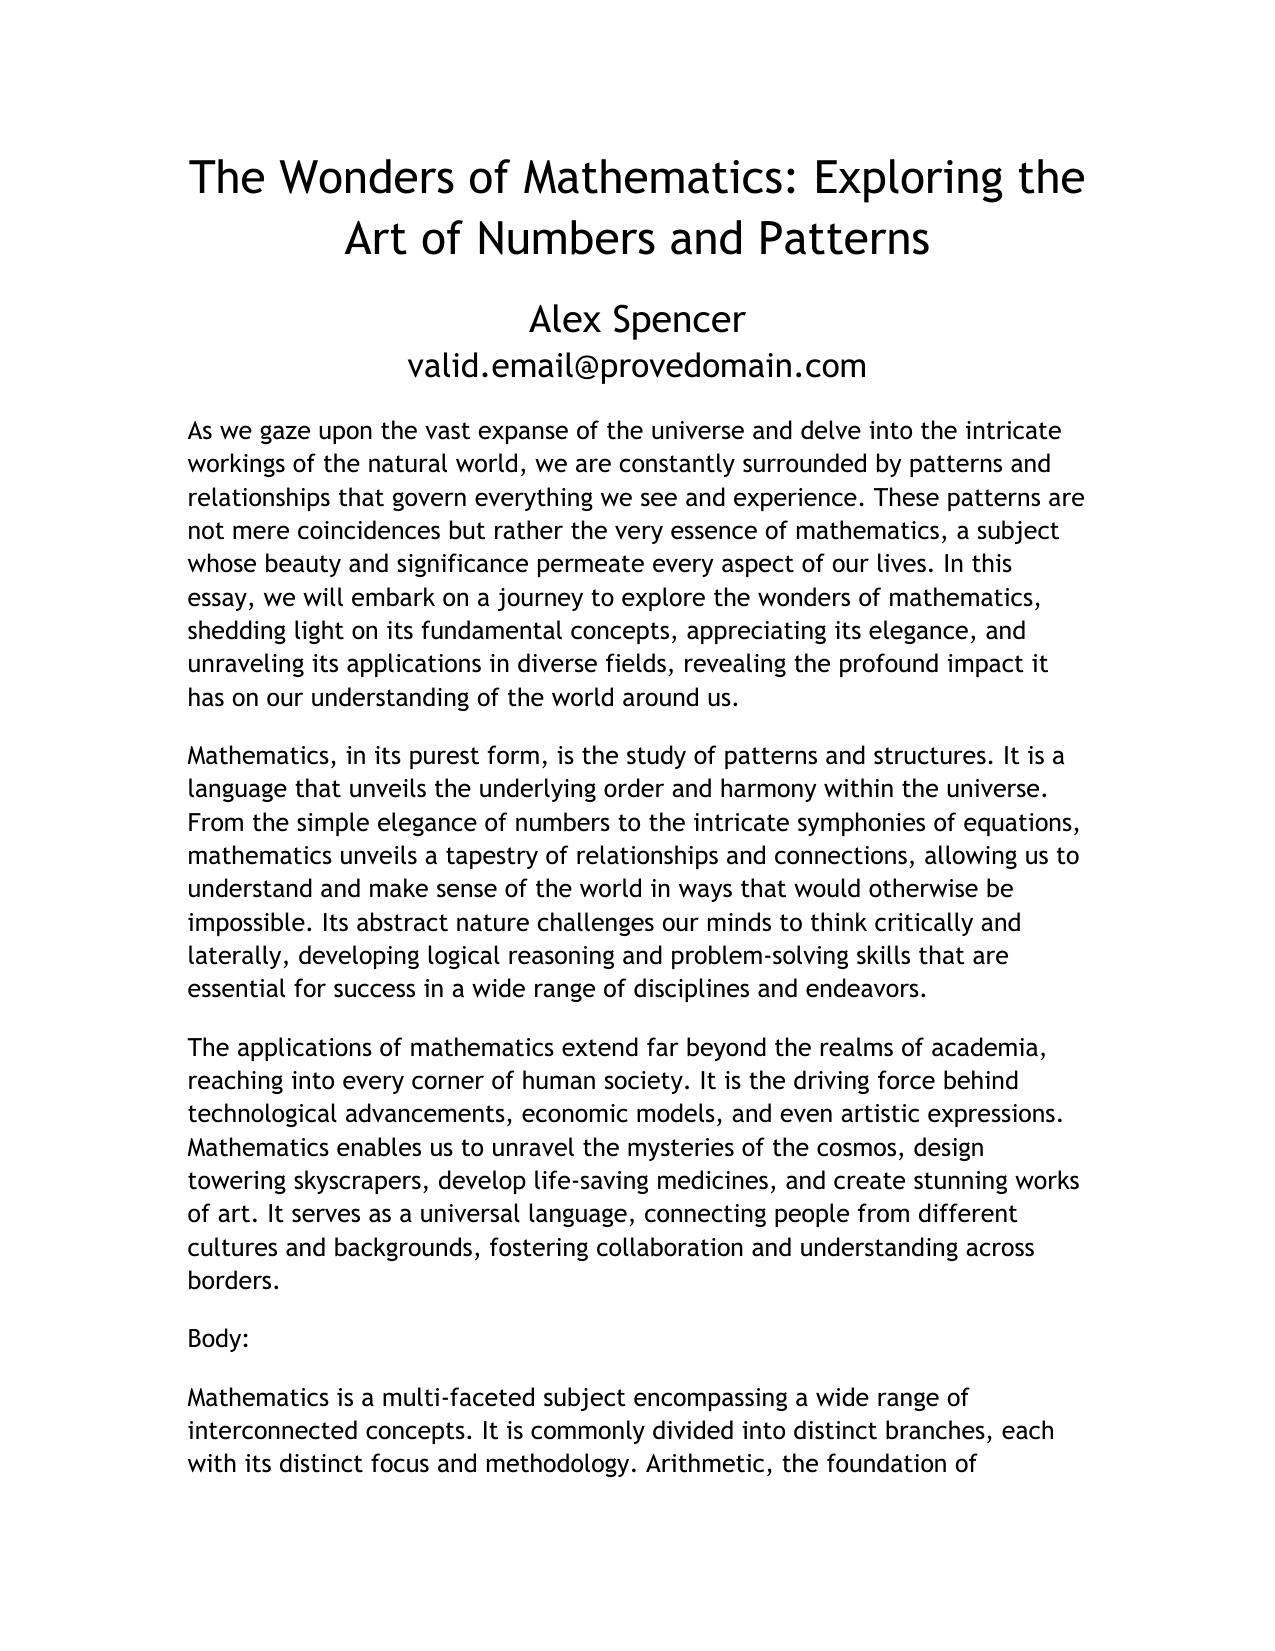 The Wonders of Mathematics: Exploring the
Art of Numbers and Patterns
Alex Spencer
valid.email@provedomain.com
As we gaze upon the vast expanse of the universe and delve into the intricate
workings of the natural world, we are constantly surrounded by patterns and
relationships that govern everything we see and experience. These patterns are
not mere coincidences but rather the very essence of mathematics, a subject
whose beauty and significance permeate every aspect of our lives. In this
essay, we will embark on a journey to explore the wonders of mathematics,
shedding light on its fundamental concepts, appreciating its elegance, and
unraveling its applications in diverse fields, revealing the profound impact it
has on our understanding of the world around us.
Mathematics, in its purest form, is the study of patterns and structures. It is a
language that unveils the underlying order and harmony within the universe.
From the simple elegance of numbers to the intricate symphonies of equations,
mathematics unveils a tapestry of relationships and connections, allowing us to
understand and make sense of the world in ways that would otherwise be
impossible. Its abstract nature challenges our minds to think critically and
laterally, developing logical reasoning and problem-solving skills that are
essential for success in a wide range of disciplines and endeavors.
The applications of mathematics extend far beyond the realms of academia,
reaching into every corner of human society. It is the driving force behind
technological advancements, economic models, and even artistic expressions.
Mathematics enables us to unravel the mysteries of the cosmos, design
towering skyscrapers, develop life-saving medicines, and create stunning works
of art. It serves as a universal language, connecting people from different
cultures and backgrounds, fostering collaboration and understanding across
borders.
Body:
Mathematics is a multi-faceted subject encompassing a wide range of
interconnected concepts. It is commonly divided into distinct branches, each
with its distinct focus and methodology. Arithmetic, the foundation of